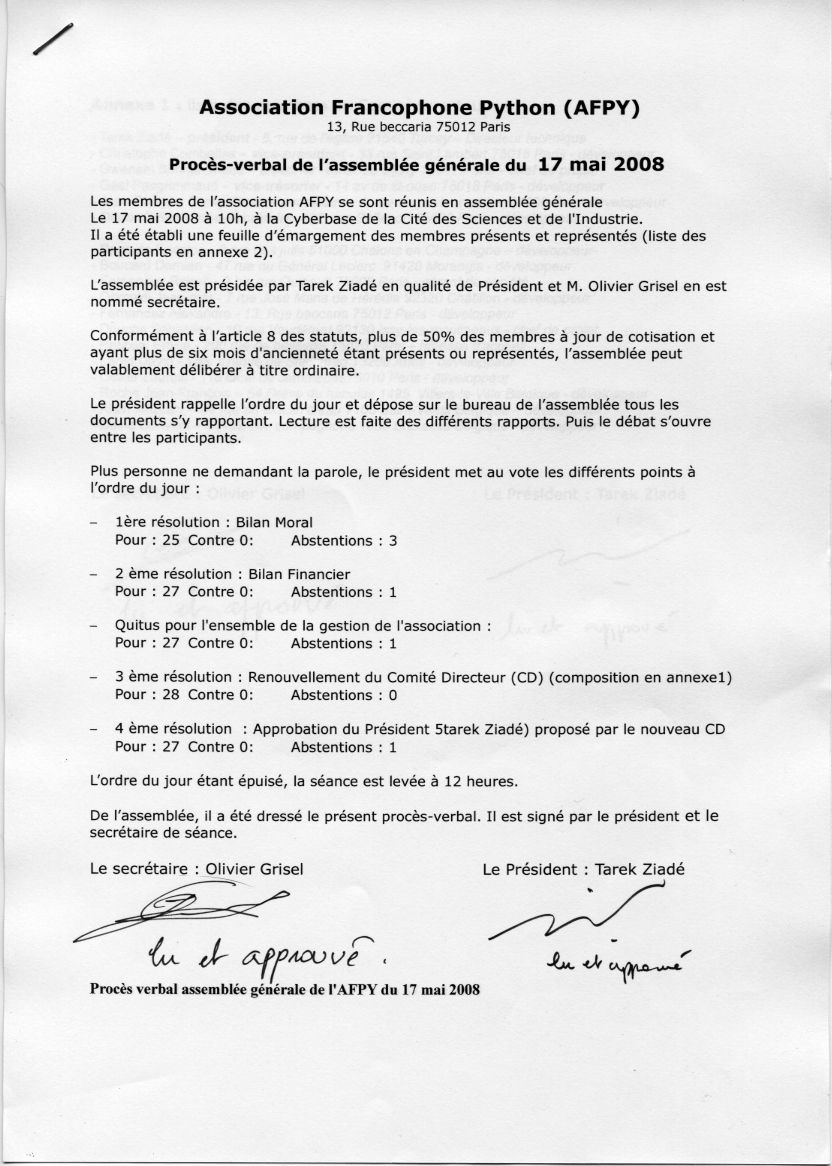 Association Francophone Python (AFPY)
13, Rue beccaria 75012 Paris
Procès-verbal de l’assemblée générale du 17 mai 2008
Les membres de l’association AFPY se sont réunis en assemblée générale
Le 17 mai 2008 à 10h, à la Cyberbase de la Cité des Sciences et de l'Industrie.
Il a été établi une feuille d’émargement des membres présents et représentés (liste des
participants en annexe 2).
L’assemblée est présidée par Tarek Ziadé en qualité de Président et M. Olivier Grisel en est
nommé secrétaire.
Conformément à l’article 8 des statuts, plus de 50% des membres à jour de cotisation et
ayant plus de six mois d'ancienneté étant présents ou représentés, l’assemblée peut
valablement délibérer à titre ordinaire.
Le président rappelle l’ordre du jour et dépose sur le bureau de l’assemblée tous les
documents s’y rapportant. Lecture est faite des différents rapports. Puis le débat s’ouvre
entre les participants.
Plus personne ne demandant la parole, le président met au vote les différents points à
l’ordre du jour :
– 1ère résolution : Bilan Moral
Pour : 25 Contre 0: Abstentions : 3
– 2 ème résolution : Bilan Financier
Pour : 27 Contre 0: Abstentions : 1
– Quitus pour l'ensemble de la gestion de l'association :
Pour : 27 Contre 0: Abstentions : 1
– 3 ème résolution : Renouvellement du Comité Directeur (CD) (composition en annexe1)
Pour : 28 Contre 0: Abstentions : 0
– 4 ème résolution : Approbation du Président 5tarek Ziadé) proposé par le nouveau CD
Pour : 27 Contre 0: Abstentions : 1
L’ordre du jour étant épuisé, la séance est levée à 12 heures.
De l’assemblée, il a été dressé le présent procès-verbal. Il est signé par le président et le
secrétaire de séance.
Le secrétaire : Olivier Grisel Le Président : Tarek Ziadé
lu et approuvé. lu et approuvé
Procès verbal assemblée générale de l'AFPY du 17 mai 2008